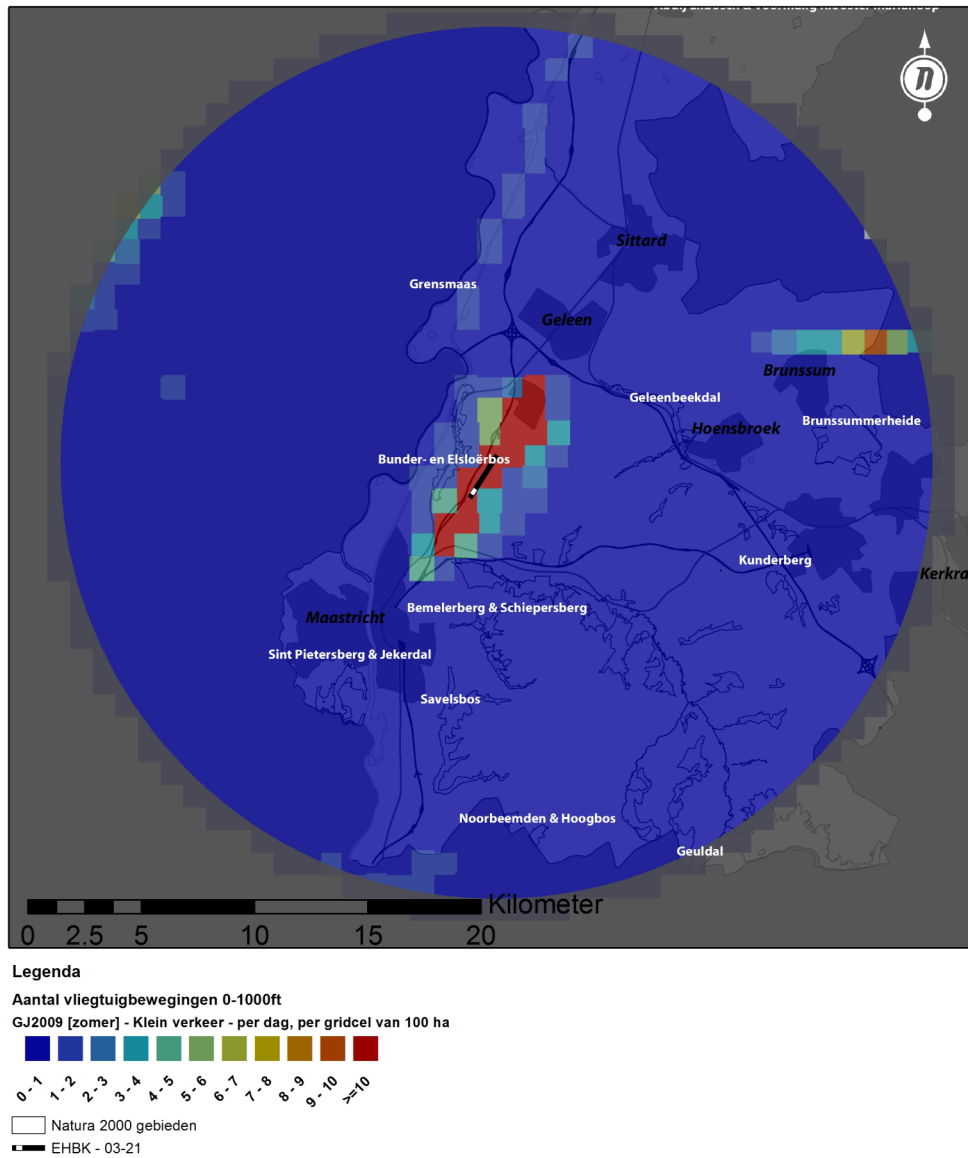 Sittard
Grensmaas
Geleen
Brunssum
Geleenbeekdal
Brunssummerheide
Hoensbroek
Bunder- en Elsloërbos
Kunderberg
Kerkra
Bemelerberg & Schiepersberg
Maastricht
Sint Pietersberg & Jekerdal
Savelsbos
Noorbeemden & Hoogbos
Geuldal
Kilometer
0 2.5 5 10 15 20
Legenda
Aantal vliegtuigbewegingen 0-1000ft
GJ2009 [zomer] - Klein verkeer - per dag, per gridcel van 100 ha
0 - 1 1 - 2 2 - 3 3 - 4 4 - 5 5 - 6 6 - 7 7 - 8 8 - 9 9 - 10 >=10
Natura 2000 gebieden
EHBK - 03-21